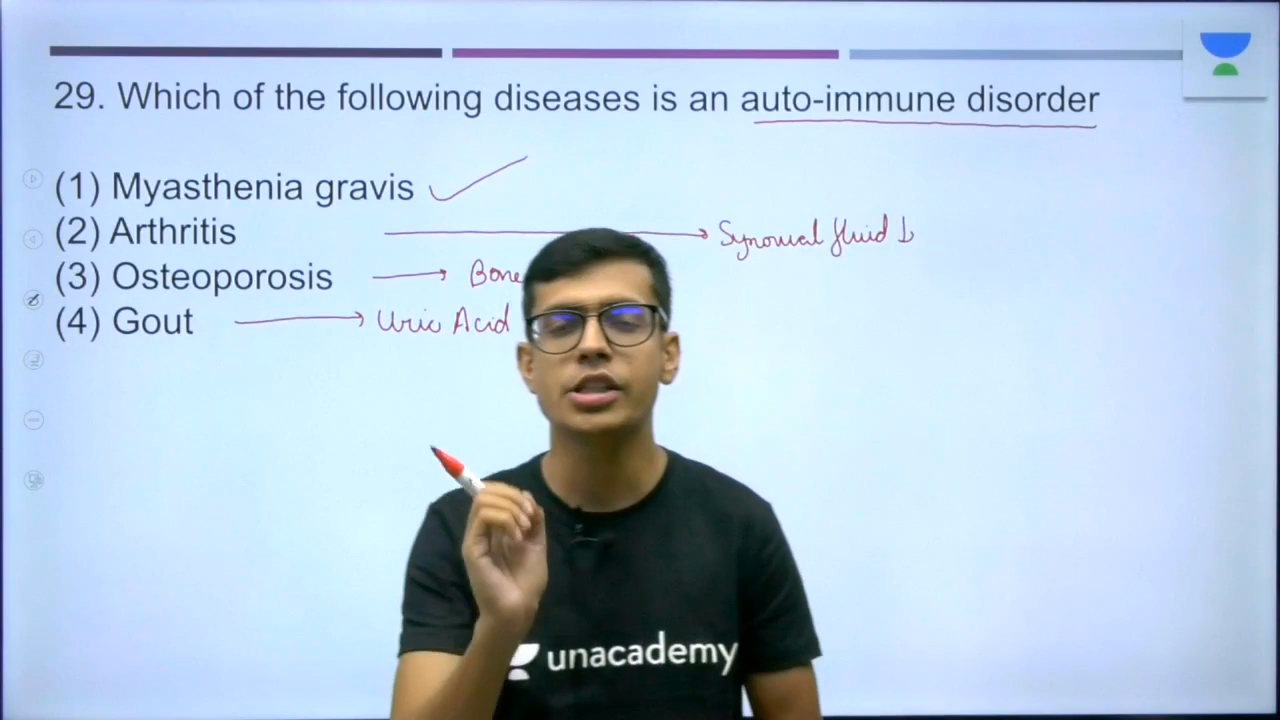 29. Which of the following diseases is an auto-immune disorder
(1) Myasthenia gravis
(2) Arthritis Synovial fluid ↓
(3) Osteoporosis Bone
(4) Gout Uric Acid
unacademy